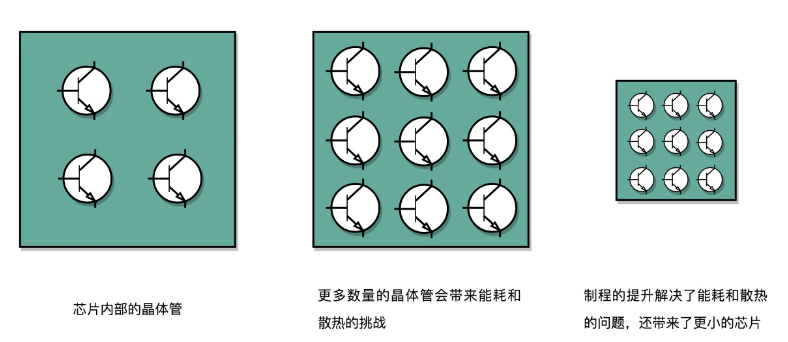 芯片内部的晶体管
更多数量的晶体管会带来能耗和
散热的挑战
制程的提升解决了能耗和散热
的问题，还带来了更小的芯片